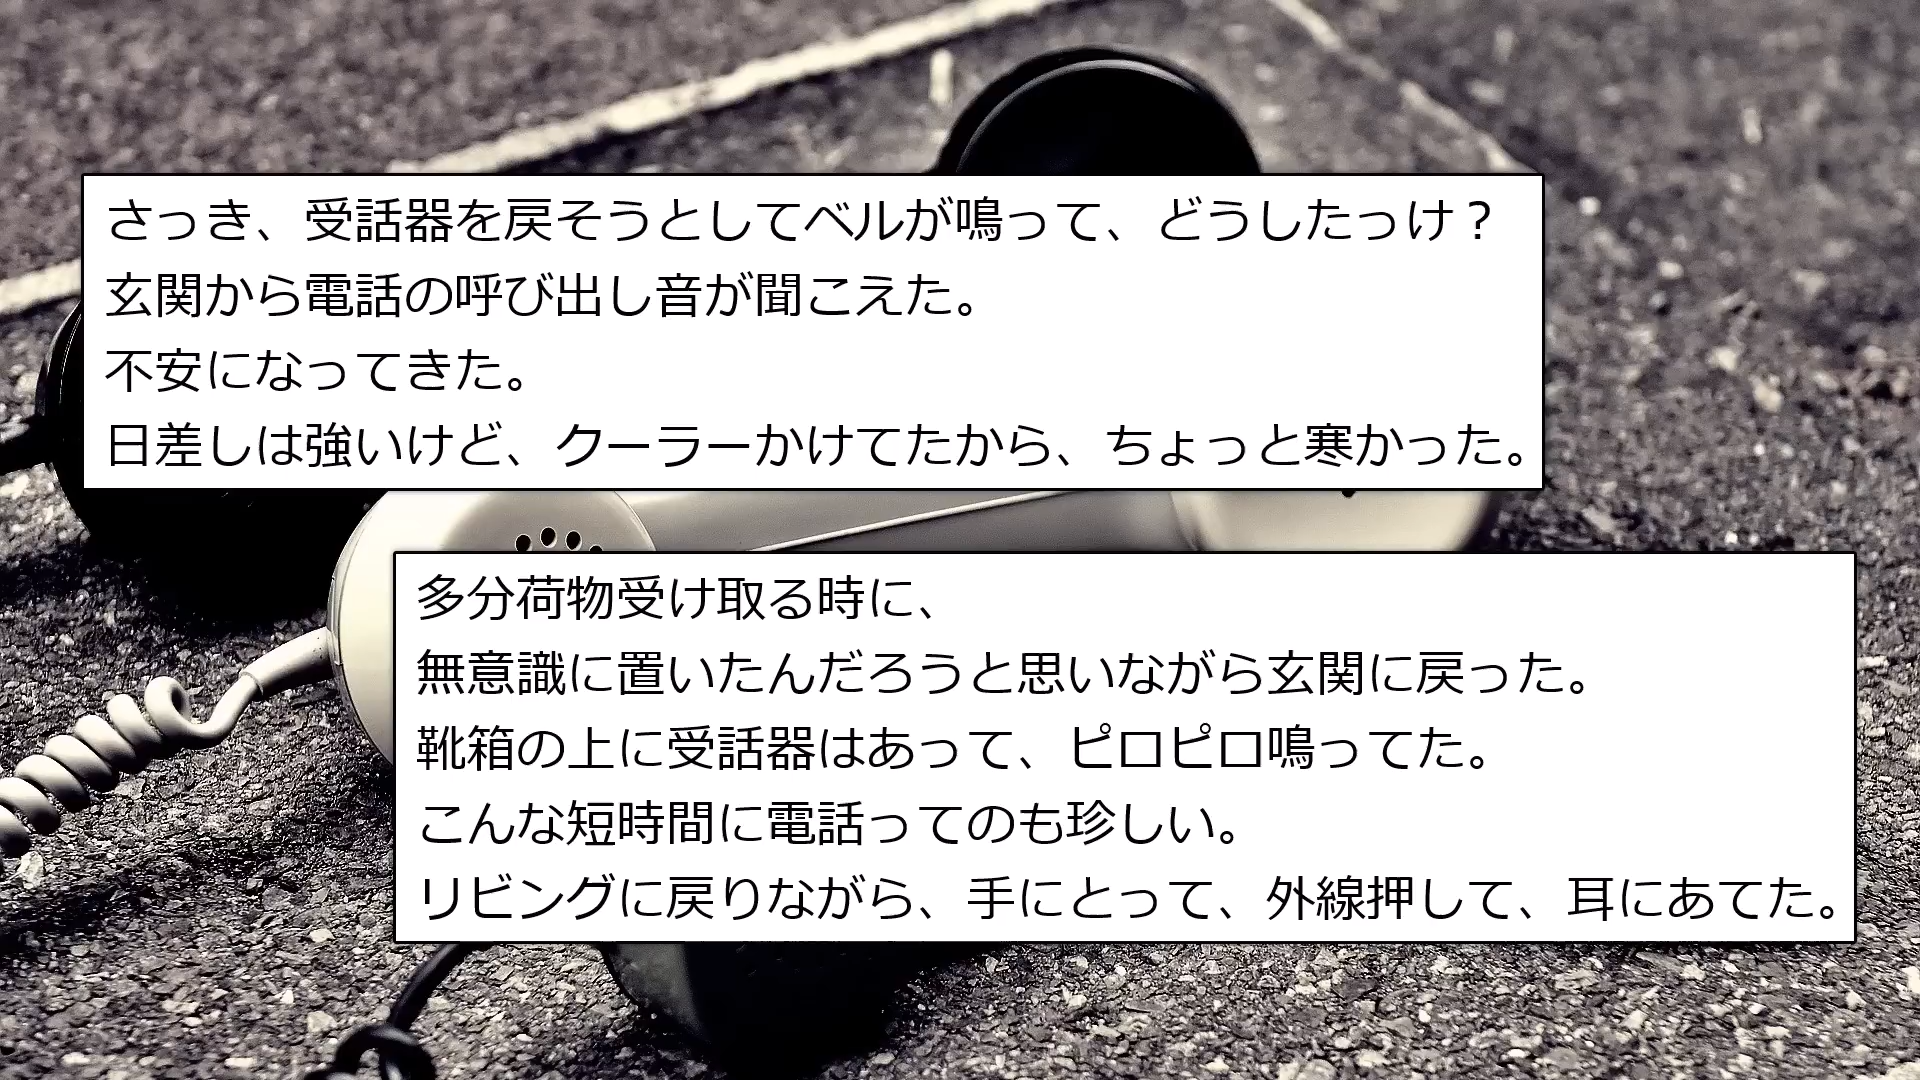 さっき、受話器を戻そうとしてベルが鳴って、どうしたっけ？
玄関から電話の呼び出し音が聞こえた。
不安になってきた。
日差しは強いけど、クーラーかけてたから、ちょっと寒かった。
多分荷物受け取る時に、
無意識に置いたんだろうと思いながら玄関に戻った。
靴箱の上に受話器はあって、ピロピロ鳴ってた。
こんな短時間に電話ってのも珍しい。
リビングに戻りながら、手にとって、外線押して、耳にあてた。